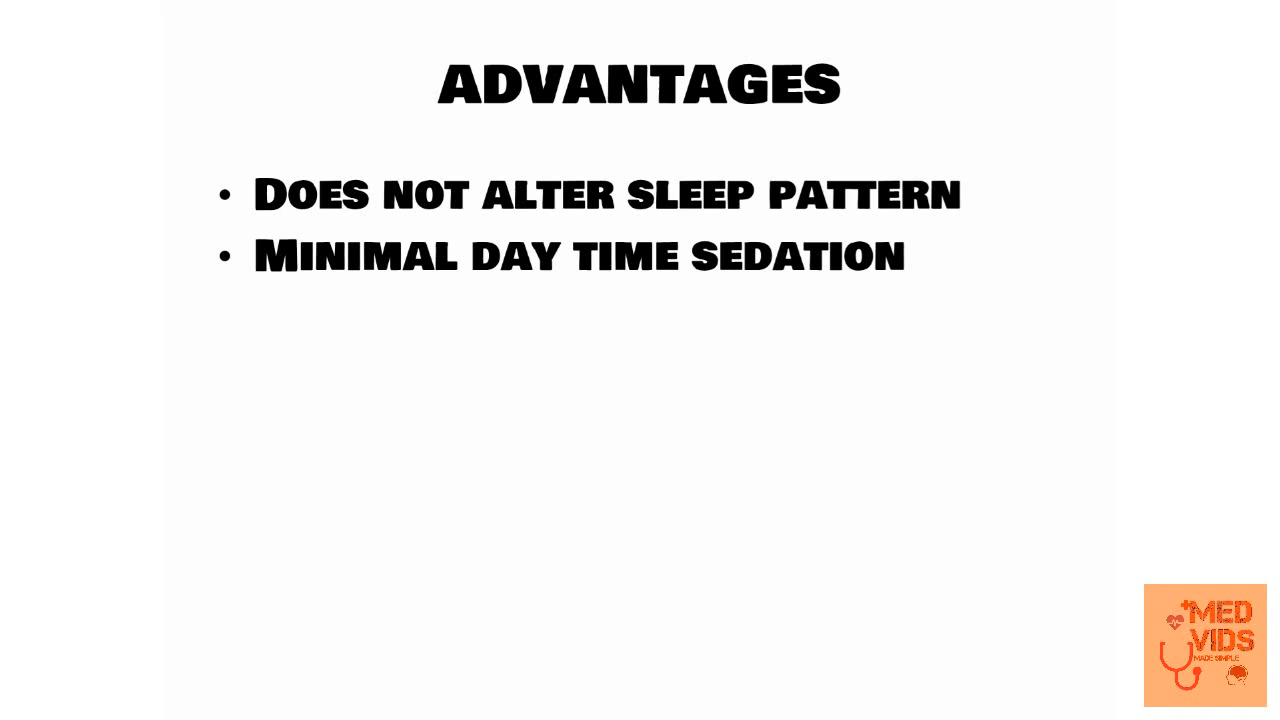 ADVANTAGES
• DOES NOT ALTER SLEEP PATTERN
• MINIMAL DAY TIME SEDATION
MED
VIDS
MADE SIMPLE